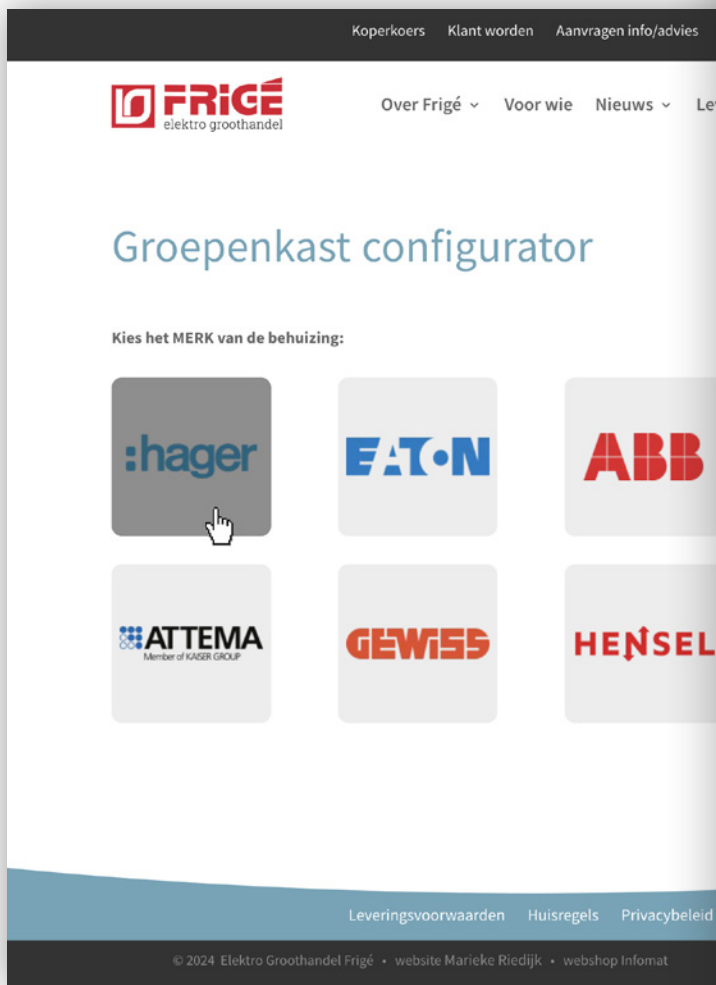 Koperkoers Klant worden Aanvragen info/advies
FRIGÉ
elektro groothandel
Over Frigé Voor wie Nieuws Le
Groepenkast configurator
Kies het MERK van de behuizing:
:hager
EATON
ABB
ATTEMA
Member of KAISER GROUP
GEWISS
HENSEL
Leveringsvoorwaarden Huisregels Privacybeleid
© 2024 Elektro Groothandel Frigé • website Marieke Riedijk • webshop Infomat